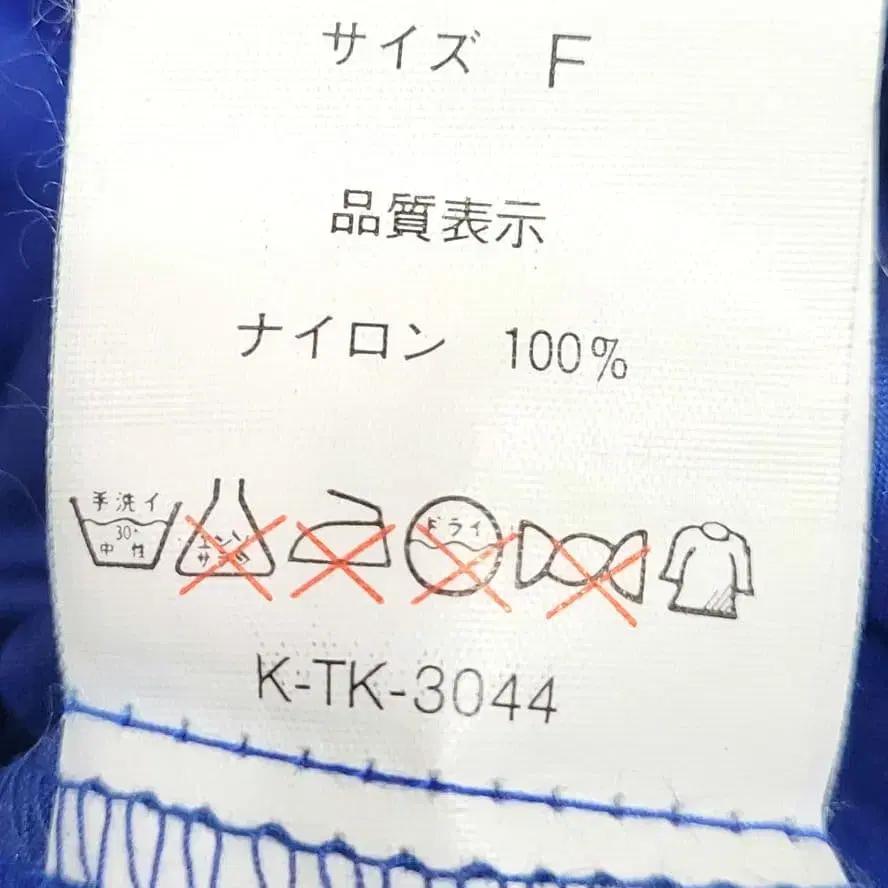 サイズ F
品質表示
ナイロン 100%
手洗イ
30°
中性
エンソ
サラシ
ドライ
K-TK-3044